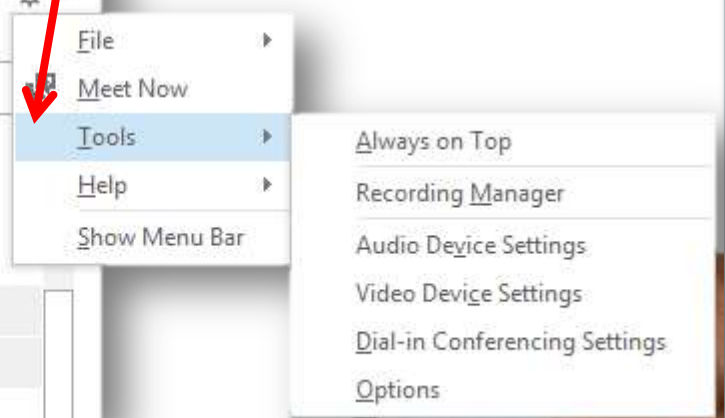 File
Meet Now
Tools
Help
Show Menu Bar
Always on Top
Recording Manager
Audio Device Settings
Video Device Settings
Dial-in Conferencing Settings
Options